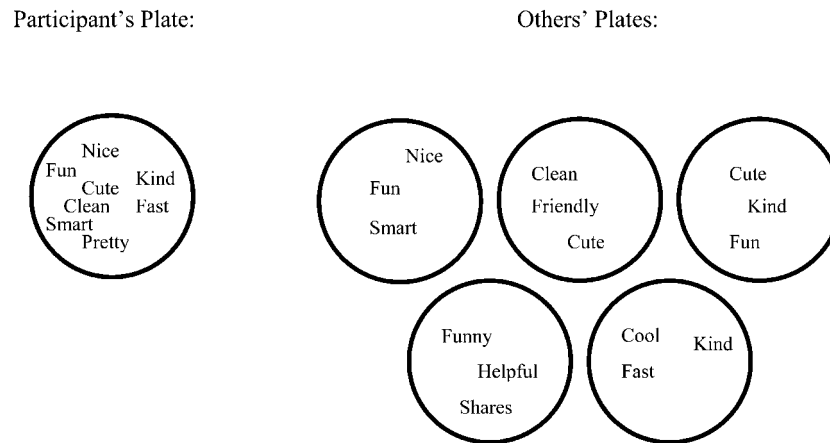 Participant’s Plate:
Others’ Plates:
Nice
Fun
Kind
Cute
Clean
Fast
Smart
Pretty
Nice
Fun
Smart
Clean
Friendly
Cute
Cute
Kind
Fun
Funny
Helpful
Shares
Cool
Kind
Fast